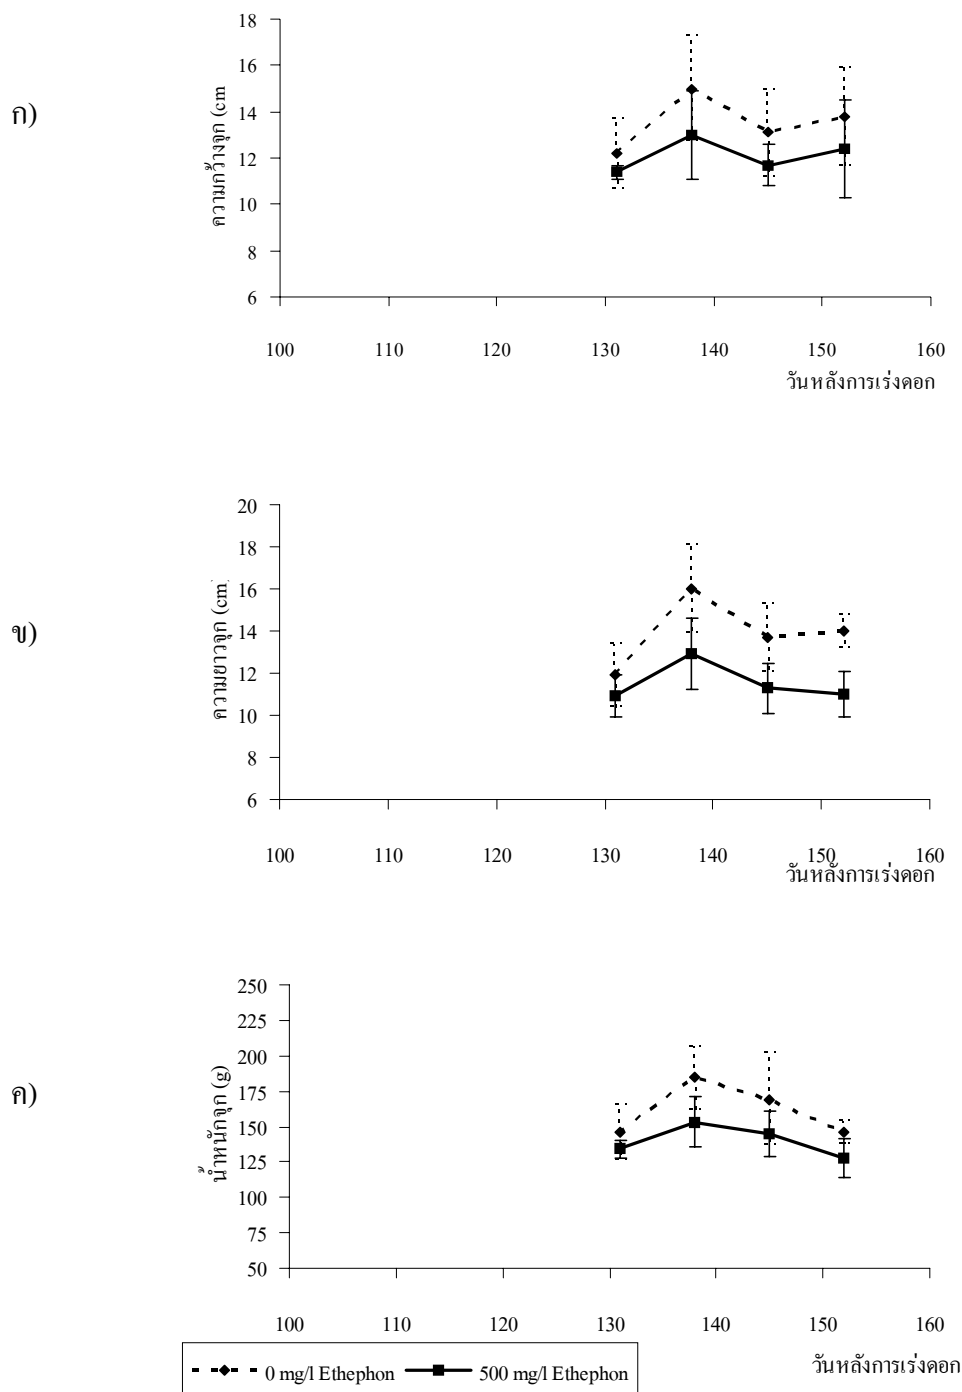 ก)
ความกว้างจุก (cm
18
16
14
12
10
8
6
100 110 120 130 140 150 160
วันหลังการเร่งดอก
ข)
ความยาวจุก (cm)
20
18
16
14
12
10
8
6
100 110 120 130 140 150 160
วันหลังการเร่งดอก
ค)
น้ำหนักจุก (g)
250
225
200
175
150
125
100
75
50
100 110 120 130 140 150 160
วันหลังการเร่งดอก
0 mg/l Ethephon 500 mg/l Ethephon